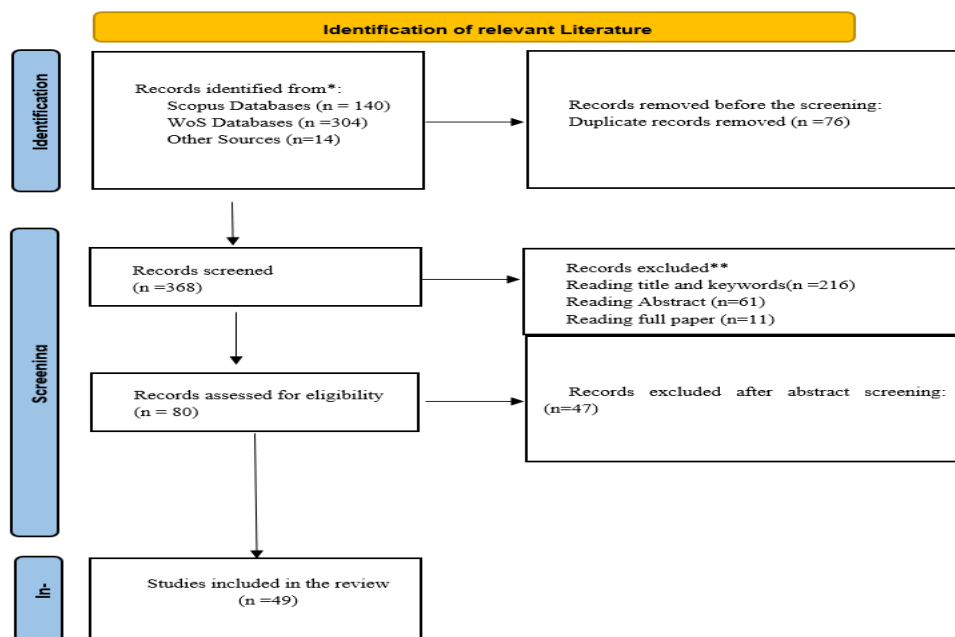 Identification of relevant Literature
Identification
Records identified from*:
Scopus Databases (n = 140)
WoS Databases (n =304)
Other Sources (n=14)
Records removed before the screening:
Duplicate records removed (n =76)
Screening
Records screened
(n =368)
Records excluded**
Reading title and keywords(n =216)
Reading Abstract (n=61)
Reading full paper (n=11)
Records assessed for eligibility
(n = 80)
Records excluded after abstract screening:
(n=47)
In-
Studies included in the review
(n =49)